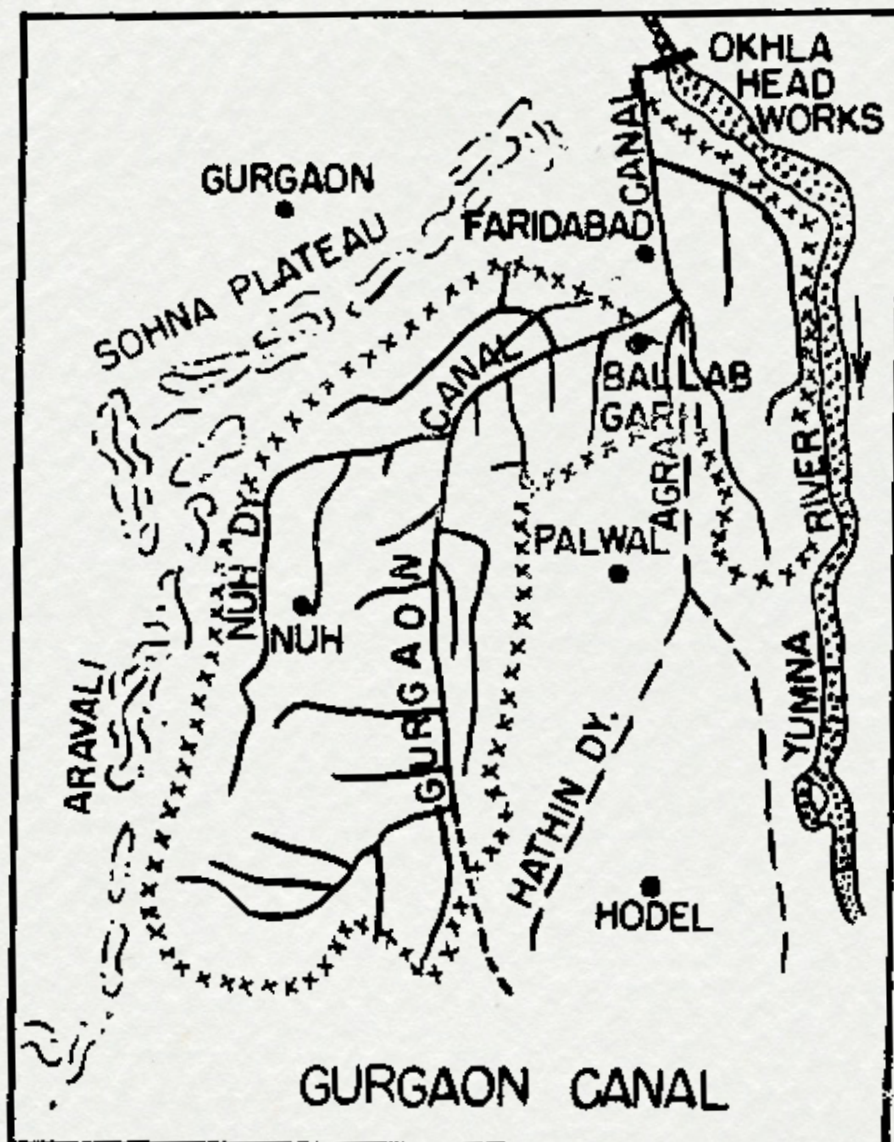 OKHLA
HEAD
WORKS
CANAL
GURGAON
FARIDABAD
SOHNA PLATEAU
CANAL
BALLAB
GARH
AGRA
RIVER
PALWAL
NUH DY.
NUH
GURGAON
ARAVALI
YUMNA
HATHIN DY.
HODEL
GURGAON CANAL